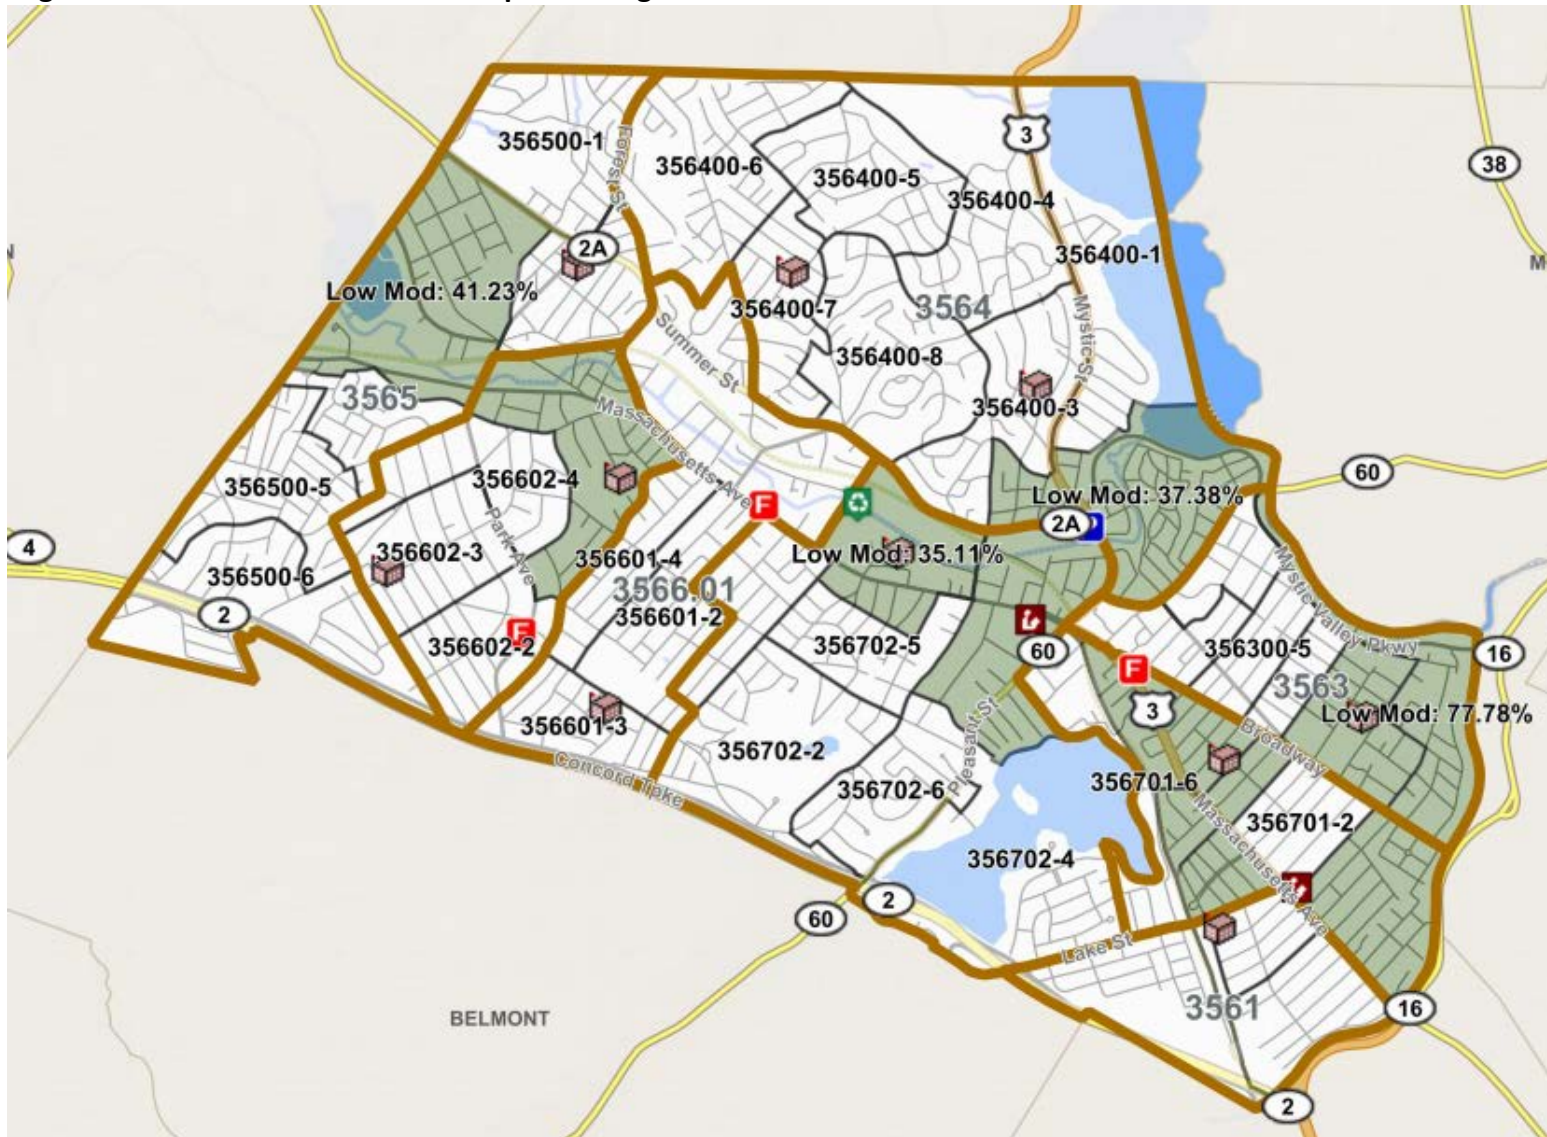 356500-1
Forest St
356400-6
356400-5
3
38
356400-4
2A
356400-1
Low Mod: 41.23%
356400-7
3564
Mystic St
Summer St
356400-8
3565
356400-3
Massachusetts Ave
60
356602-4
356500-5
Low Mod: 37.38%
F
2A
4
356602-3
Park Ave
356601-4
Low Mod: 35.11%
Mystic Valley Pkwy
356500-6
3566.01
2
356601-2
356602-2
F
356702-5
60
356300-5
16
F
3563
3
Low Mod: 77.78%
356601-3
356702-2
Pleasant St
Broadway
Concord Tpke
356702-6
356701-6
Massachusetts Ave
356701-2
356702-4
2
60
Lake St
3561
16
BELMONT
2